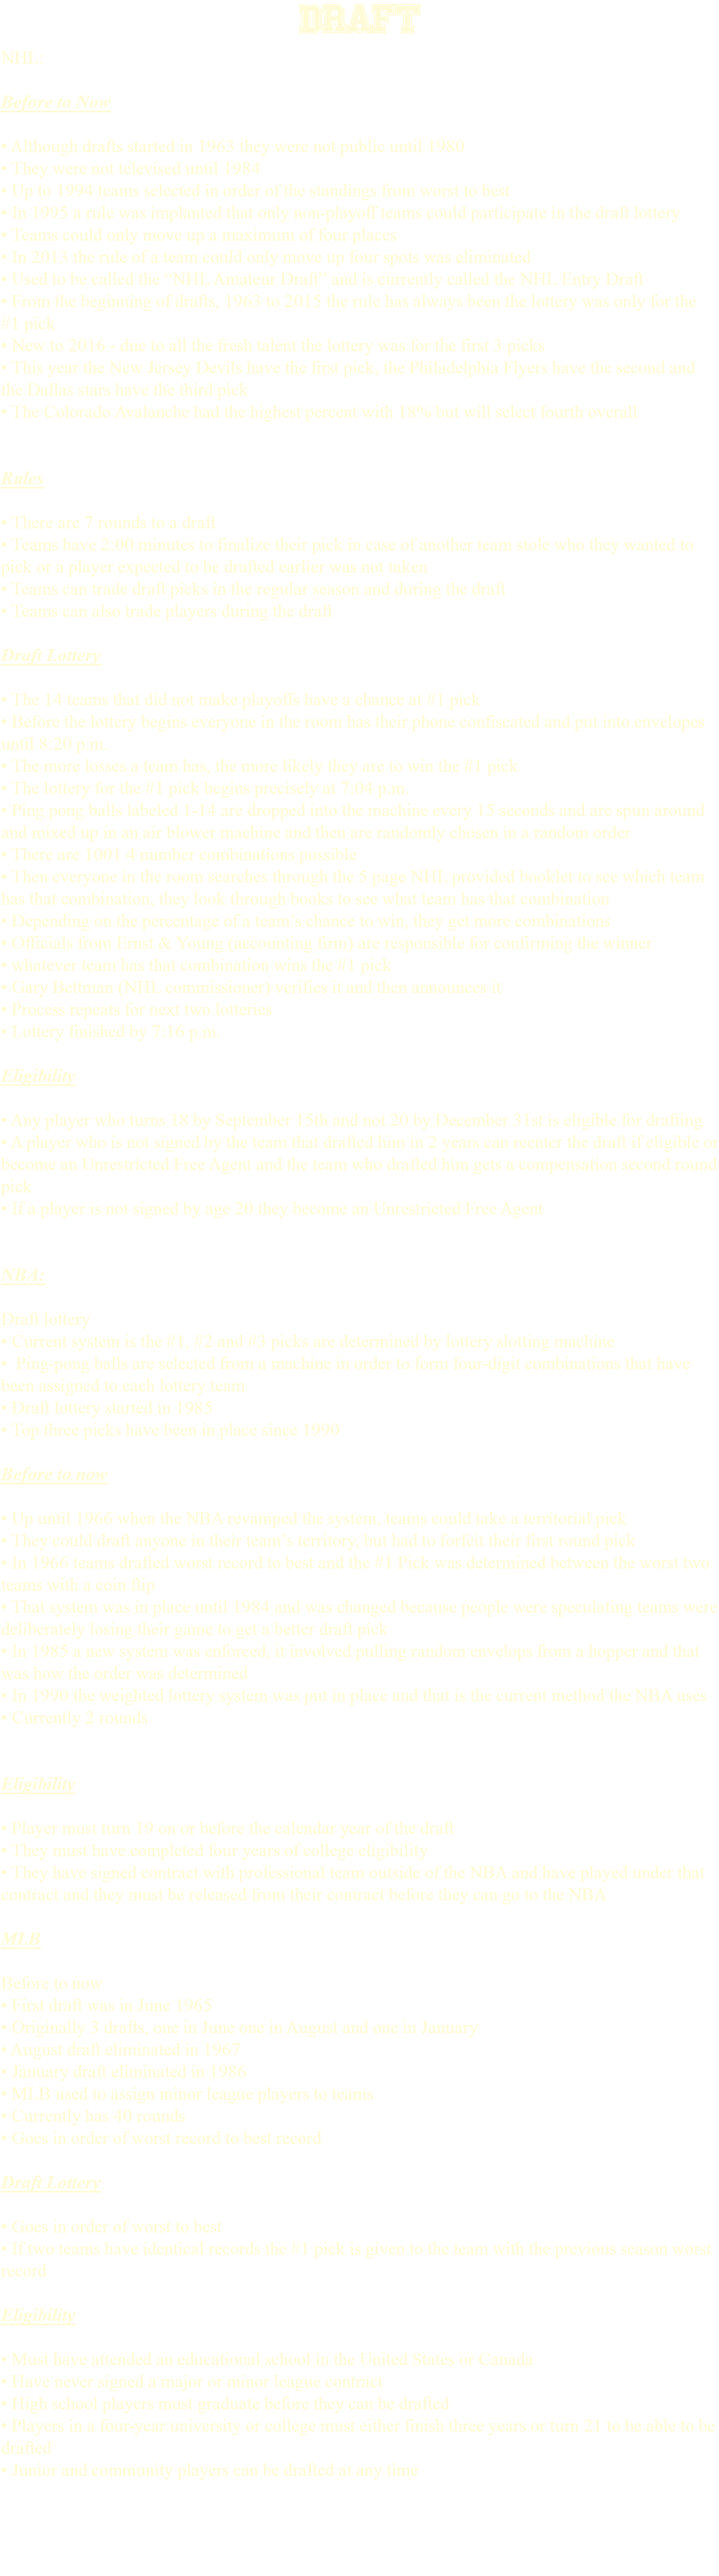 DRAFT
NHL:
Before to Now
• Although drafts started in 1963 they were not public until 1980
• They were not televised until 1984
• Up to 1994 teams selected in order of the standings from worst to best
• In 1995 a rule was implanted that only non-playoff teams could participate in the draft lottery
• Teams could only move up a maximum of four places
• In 2013 the rule of a team could only move up four spots was eliminated
• Used to be called the “NHL Amateur Draft” and is currently called the NHL Entry Draft
• From the beginning of drafts, 1963 to 2015 the rule has always been the lottery was only for the
#1 pick
• New to 2016 - due to all the fresh talent the lottery was for the first 3 picks
• This year the New Jersey Devils have the first pick, the Philadelphia Flyers have the second and
the Dallas stars have the third pick
• The Colorado Avalanche had the highest percent with 18% but will select fourth overall
Rules
• There are 7 rounds to a draft
• Teams have 2:00 minutes to finalize their pick in case of another team stole who they wanted to
pick or a player expected to be drafted earlier was not taken
• Teams can trade draft picks in the regular season and during the draft
• Teams can also trade players during the draft
Draft Lottery
• The 14 teams that did not make playoffs have a chance at #1 pick
• Before the lottery begins everyone in the room has their phone confiscated and put into envelopes
until 8:20 p.m.
• The more losses a team has, the more likely they are to win the #1 pick
• The lottery for the #1 pick begins precisely at 7:04 p.m.
• Ping pong balls labeled 1-14 are dropped into the machine every 15 seconds and are spun around
and mixed up in an air blower machine and then are randomly chosen in a random order
• There are 1001 4 number combinations possible
• Then everyone in the room searches through the 5 page NHL provided booklet to see which team
has that combination, they look through books to see what team has that combination.
• Depending on the percentage of a team’s chance to win, they get more combinations
• Officials from Ernst & Young (accounting firm) are responsible for confirming the winner
• whatever team has that combination wins the #1 pick
• Gary Bettman (NHL commissioner) verifies it and then announces it
• Process repeats for next two lotteries
• Lottery finished by 7:16 p.m.
Eligibility
• Any player who turns 18 by September 15th and not 20 by December 31st is eligible for drafting
• A player who is not signed by the team that drafted him in 2 years can reenter the draft if eligible or
become an Unrestricted Free Agent and the team who drafted him gets a compensation second round
pick
• If a player is not signed by age 20 they become an Unrestricted Free Agent
NBA:
Draft lottery
• Current system is the #1, #2 and #3 picks are determined by lottery slotting machine
• Ping-pong balls are selected from a machine in order to form four-digit combinations that have
been assigned to each lottery team
• Draft lottery started in 1985
• Top three picks have been in place since 1990
Before to now
• Up until 1966 when the NBA revamped the system, teams could take a territorial pick
• They could draft anyone in their team’s territory, but had to forfeit their first round pick
• In 1966 teams drafted worst record to best and the #1 Pick was determined between the worst two
teams with a coin flip
• That system was in place until 1984 and was changed because people were speculating teams were
deliberately losing their game to get a better draft pick
• In 1985 a new system was enforced, it involved pulling random envelops from a hopper and that
was how the order was determined
• In 1990 the weighted lottery system was put in place and that is the current method the NBA uses
• Currently 2 rounds
Eligibility
• Player must turn 19 on or before the calendar year of the draft
• They must have completed four years of college eligibility
• They have signed contract with professional team outside of the NBA and have played under that
contract and they must be released from their contract before they can go to the NBA
MLB
Before to now
• First draft was in June 1965
• Originally 3 drafts, one in June one in August and one in January
• August draft eliminated in 1967
• January draft eliminated in 1986
• MLB used to assign minor league players to teams
• Currently has 40 rounds
• Goes in order of worst record to best record
Draft Lottery
• Goes in order of worst to best
• If two teams have identical records the #1 pick is given to the team with the previous season worst
record
Eligibility
• Must have attended an educational school in the United States or Canada
• Have never signed a major or minor league contract
• High school players must graduate before they can be drafted
• Players in a four-year university or college must either finish three years or turn 21 to be able to be
drafted
• Junior and community players can be drafted at any time